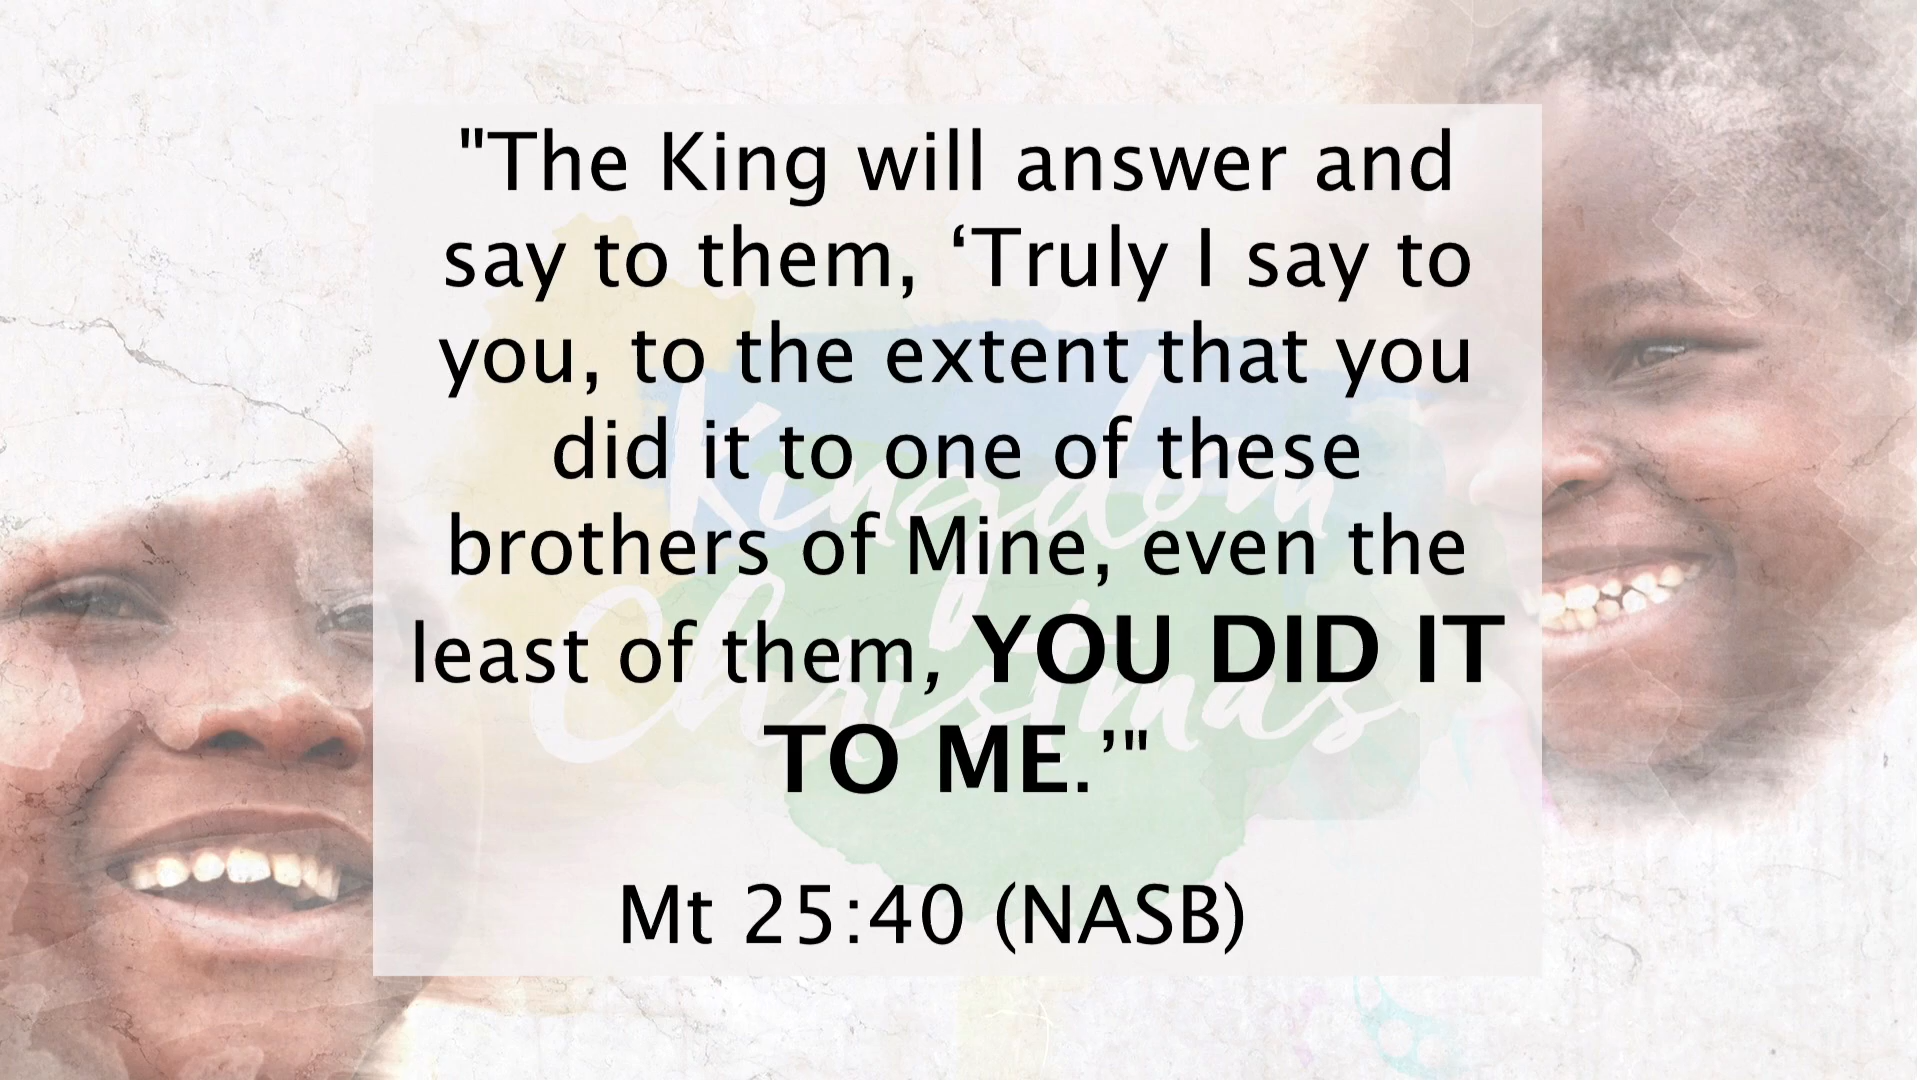 "The King will answer and
say to them, ‘Truly I say to
you, to the extent that you
did it to one of these
brothers of Mine, even the
least of them, YOU DID IT
TO ME.’"
Mt 25:40 (NASB)
Kingdom
Christmas